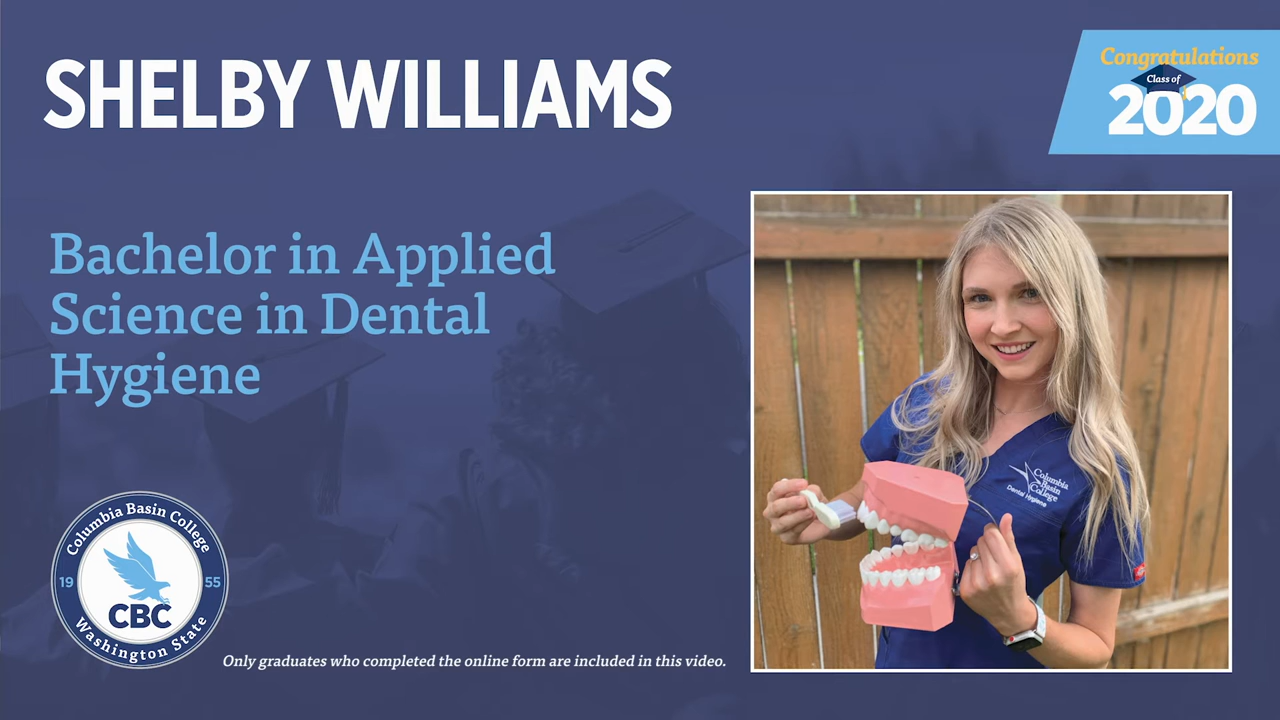 SHELBY WILLIAMS
Congratulations
Class of
2020
Bachelor in Applied
Science in Dental
Hygiene
Columbia
Basin
College
Dental Hygiene
Columbia Basin College
19 55
CBC
Washington State
Only graduates who completed the online form are included in this video.